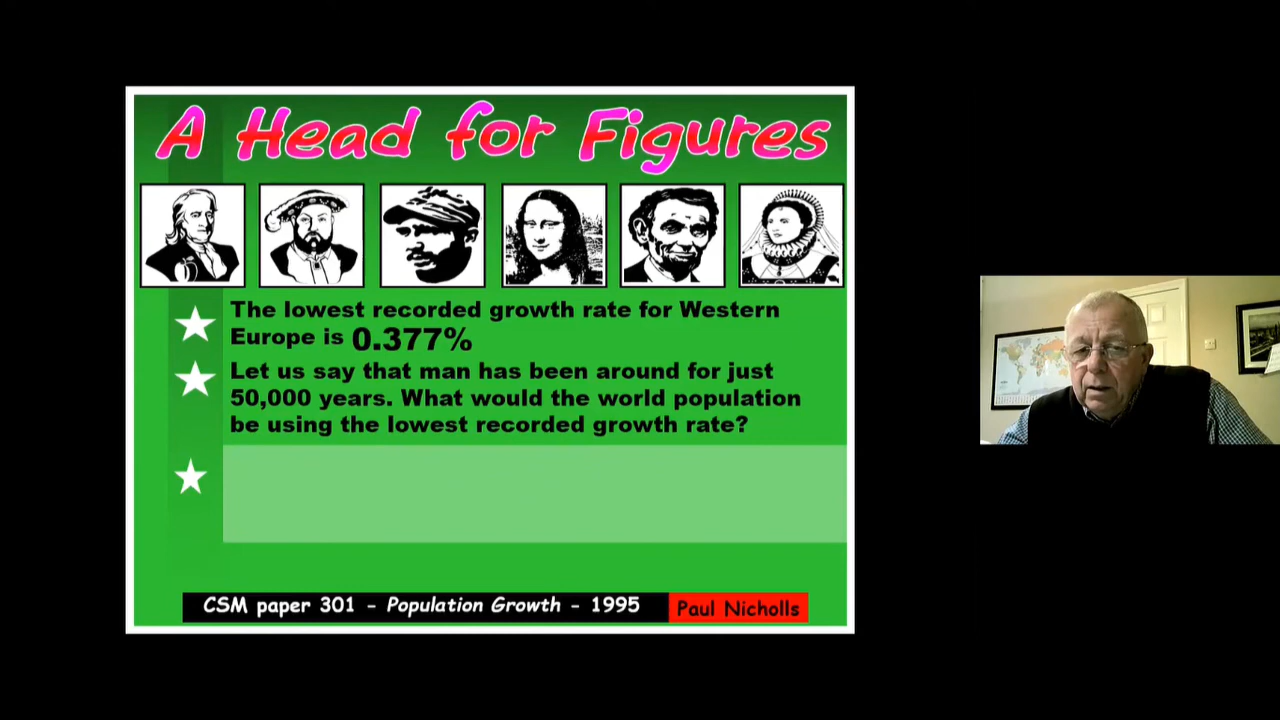 A Head for Figures
The lowest recorded growth rate for Western
Europe is 0.377%
Let us say that man has been around for just
50,000 years. What would the world population
be using the lowest recorded growth rate?
CSM paper 301 - Population Growth - 1995
Paul Nicholls